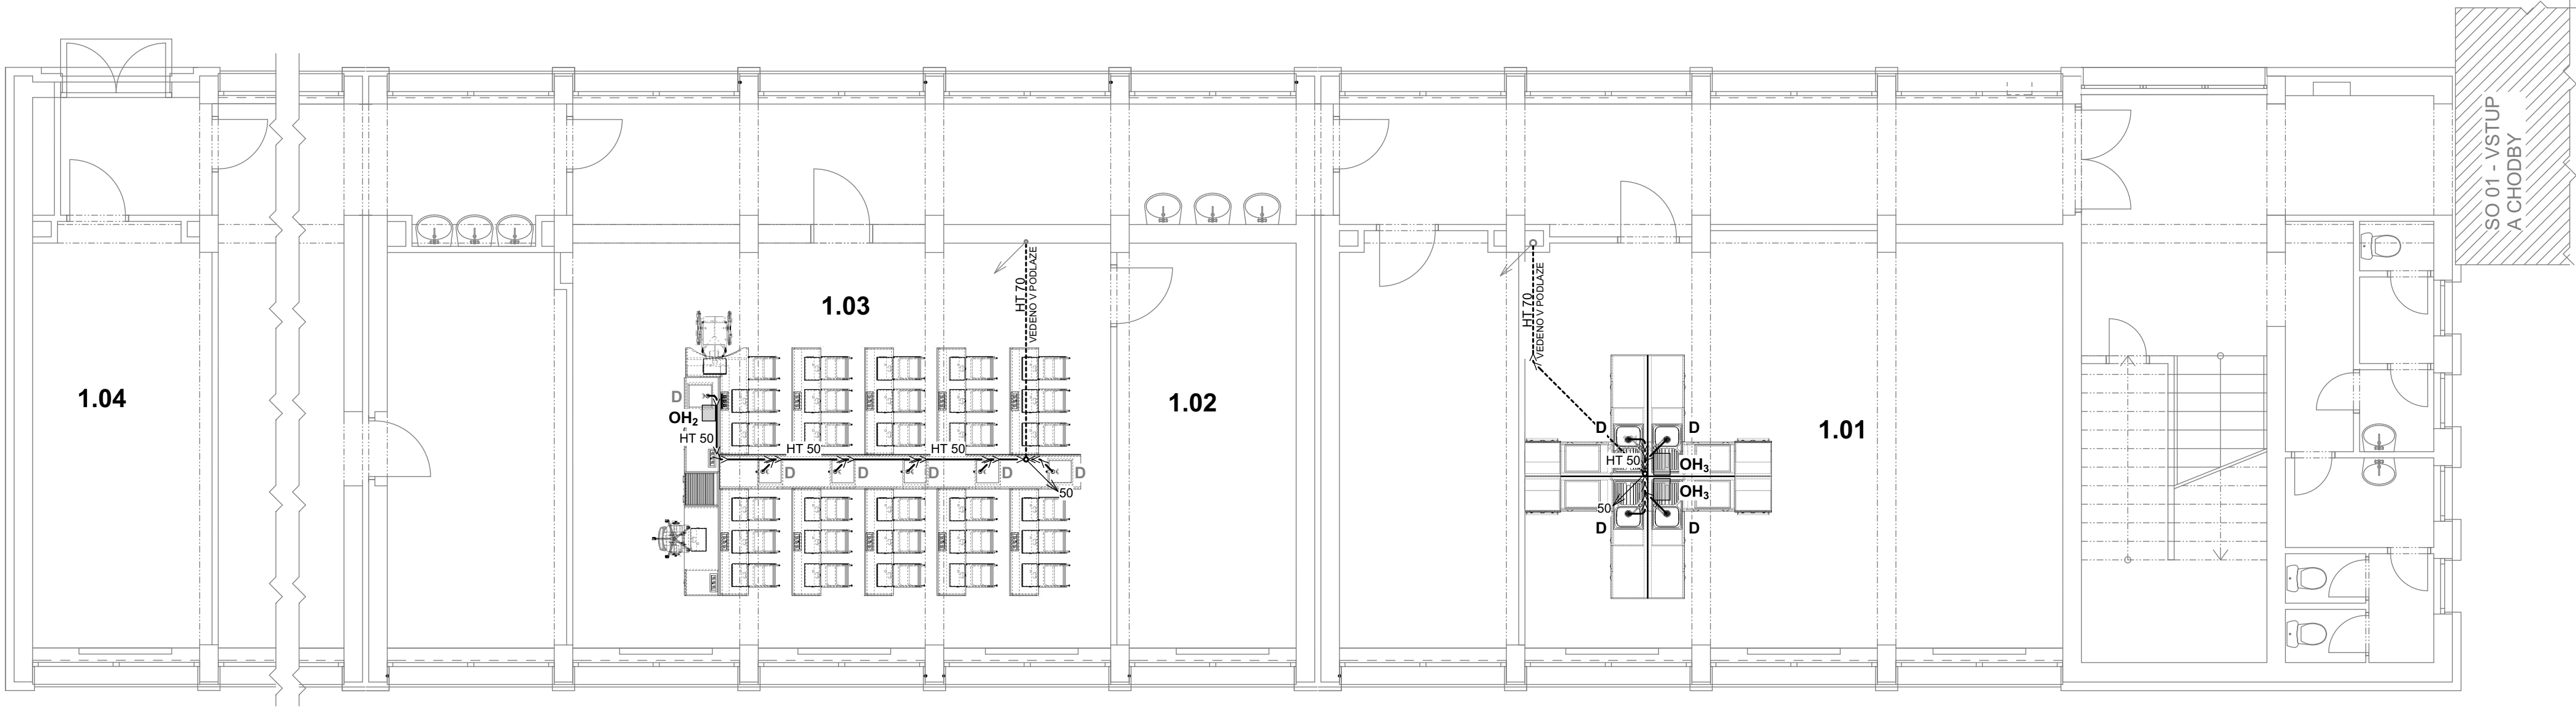 SO 01 - VSTUP
A CHODBY
1.04
1.03
HT 70
VEDENO V PODLAZE
1.02
HT 70
VEDENO V PODLAZE
1.01
D
OH₂
HT 50
HT 50
HT 50
D
D
D
D
D
50
D
D
HT 50
OH₃
OH₃
50
D
D